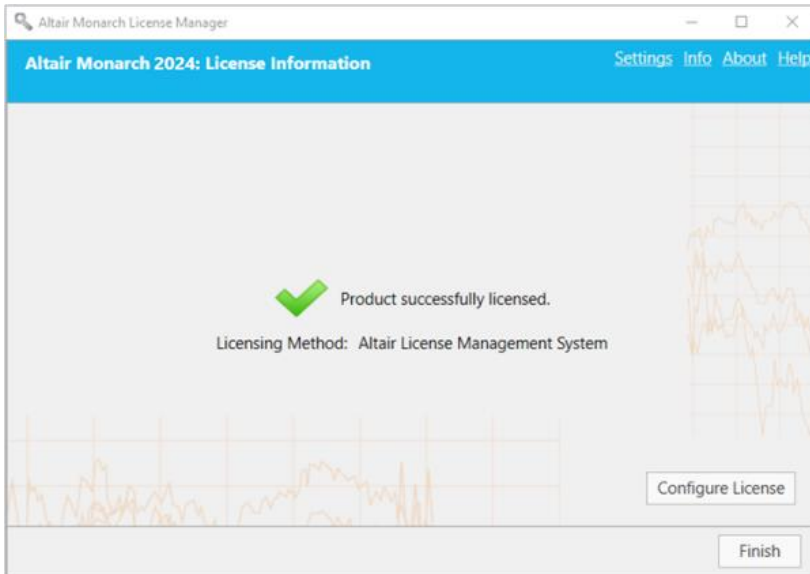 Altair Monarch License Manager
Altair Monarch 2024: License Information
Settings Info About Help
Product successfully licensed.
Licensing Method: Altair License Management System
Configure License
Finish